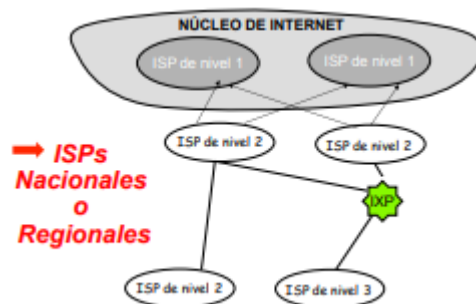 NÚCLEO DE INTERNET
ISP de nivel 1
ISP de nivel 1
ISP de nivel 2
ISP de nivel 2
➡ ISPs
Nacionales
o
Regionales
IXP
ISP de nivel 2
ISP de nivel 3